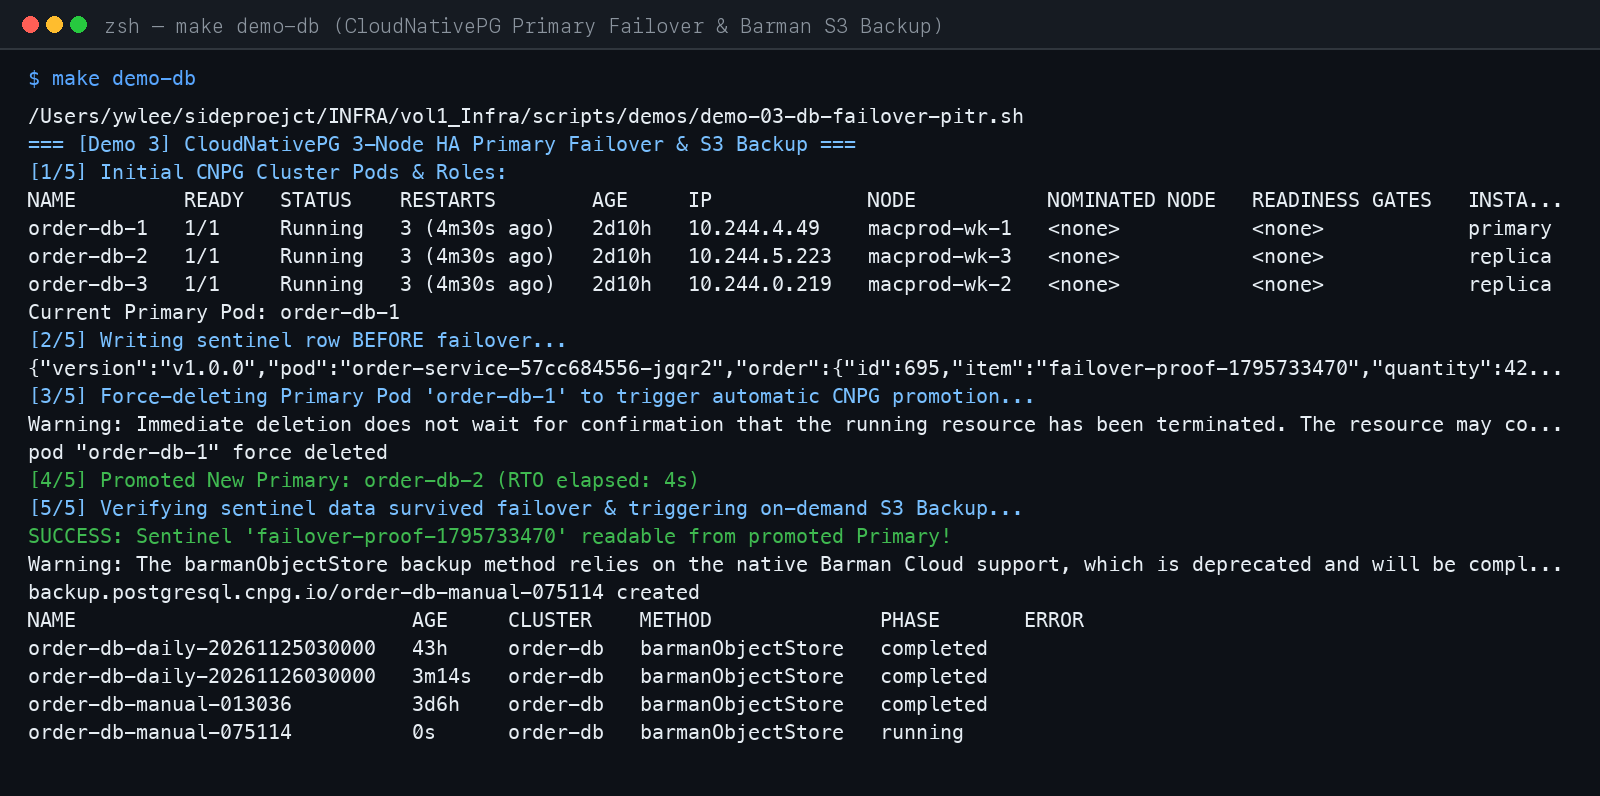 zsh — make demo-db (CloudNativePG Primary Failover & Barman S3 Backup)
$ make demo-db
/Users/ywlee/sideproejct/INFRA/vol1_Infra/scripts/demos/demo-03-db-failover-pitr.sh
=== [Demo 3] CloudNativePG 3-Node HA Primary Failover & S3 Backup ===
[1/5] Initial CNPG Cluster Pods & Roles:
NAME         READY   STATUS    RESTARTS        AGE     IP             NODE           NOMINATED NODE   READINESS GATES   INSTA...
order-db-1   1/1     Running   3 (4m30s ago)   2d10h   10.244.4.49    macprod-wk-1   <none>           <none>            primary
order-db-2   1/1     Running   3 (4m30s ago)   2d10h   10.244.5.223   macprod-wk-3   <none>           <none>            replica
order-db-3   1/1     Running   3 (4m30s ago)   2d10h   10.244.0.219   macprod-wk-2   <none>           <none>            replica
Current Primary Pod: order-db-1
[2/5] Writing sentinel row BEFORE failover...
{"version":"v1.0.0","pod":"order-service-57cc684556-jgqr2","order":{"id":695,"item":"failover-proof-1795733470","quantity":42...
[3/5] Force-deleting Primary Pod 'order-db-1' to trigger automatic CNPG promotion...
Warning: Immediate deletion does not wait for confirmation that the running resource has been terminated. The resource may co...
pod "order-db-1" force deleted
[4/5] Promoted New Primary: order-db-2 (RTO elapsed: 4s)
[5/5] Verifying sentinel data survived failover & triggering on-demand S3 Backup...
SUCCESS: Sentinel 'failover-proof-1795733470' readable from promoted Primary!
Warning: The barmanObjectStore backup method relies on the native Barman Cloud support, which is deprecated and will be compl...
backup.postgresql.cnpg.io/order-db-manual-075114 created
NAME                            AGE     CLUSTER    METHOD              PHASE       ERROR
order-db-daily-20261125030000   43h     order-db   barmanObjectStore   completed
order-db-daily-20261126030000   3m14s   order-db   barmanObjectStore   completed
order-db-manual-013036          3d6h    order-db   barmanObjectStore   completed
order-db-manual-075114          0s      order-db   barmanObjectStore   running